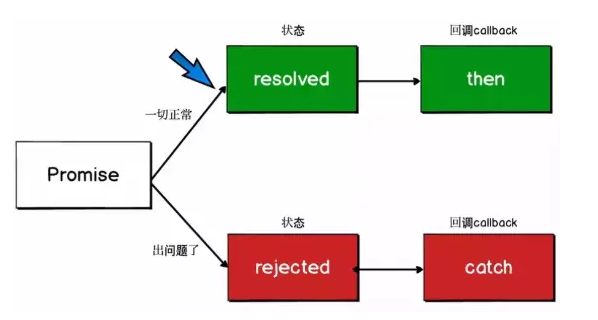 状态
回调callback
resolved
then
一切正常
Promise
出问题了
状态
回调callback
rejected
catch